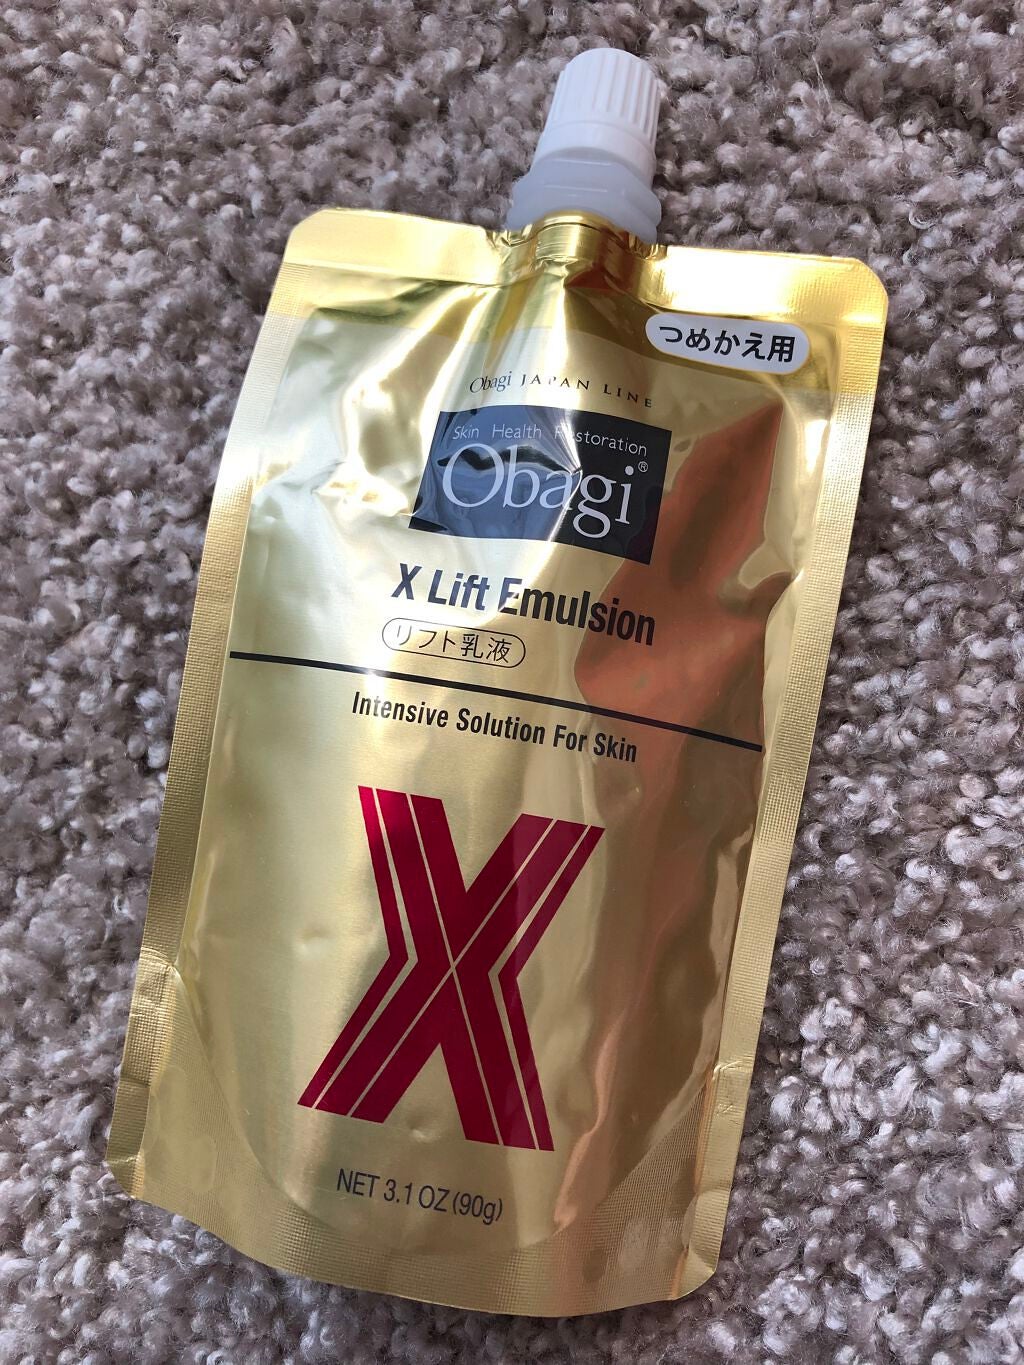 つめかえ用
Obagi JAPAN LINE
Skin Health Restoration
Obagi®
X Lift Emulsion
リフト乳液
Intensive Solution For Skin
X
NET 3.1 OZ (90g)